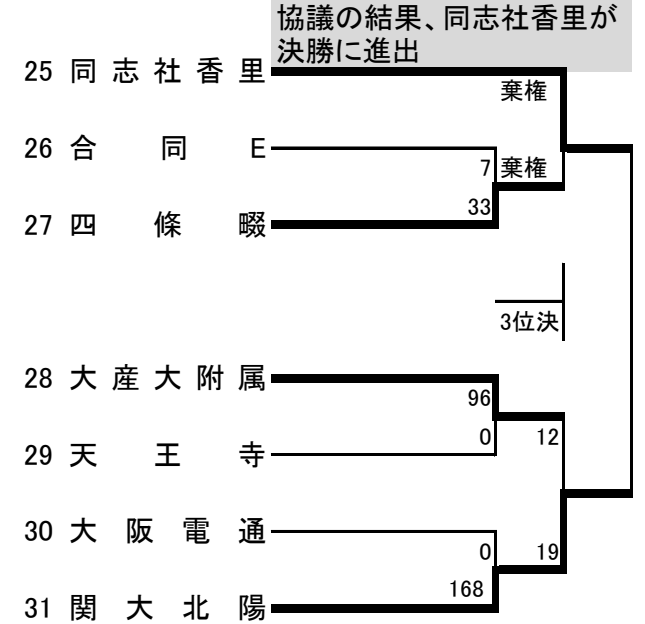 協議の結果、同志社香里が
決勝に進出
25 同志社香里
棄権
26 合同E
7 棄権
33
27 四條畷
3位決
28 大産大附属
96
0 12
29 天王寺
30 大阪電通
0 19
168
31 関大北陽